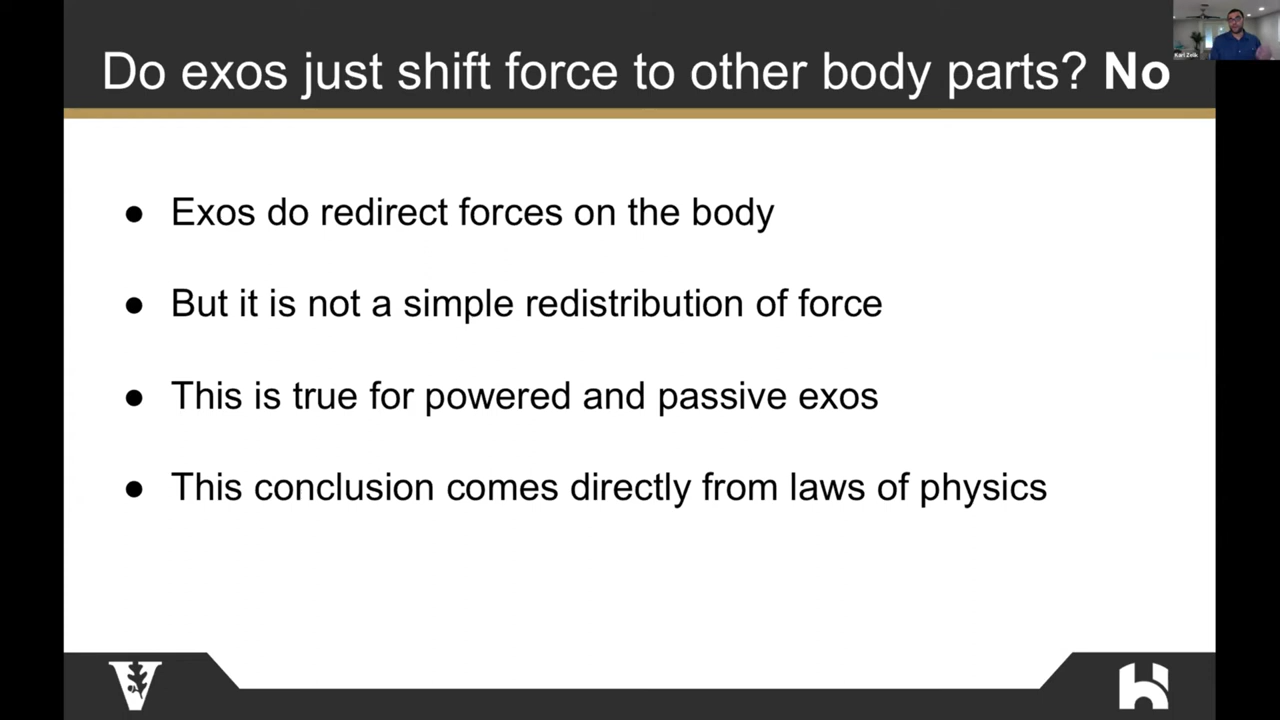 Do exos just shift force to other body parts? No
Karl Zelik
● Exos do redirect forces on the body
● But it is not a simple redistribution of force
● This is true for powered and passive exos
● This conclusion comes directly from laws of physics
V